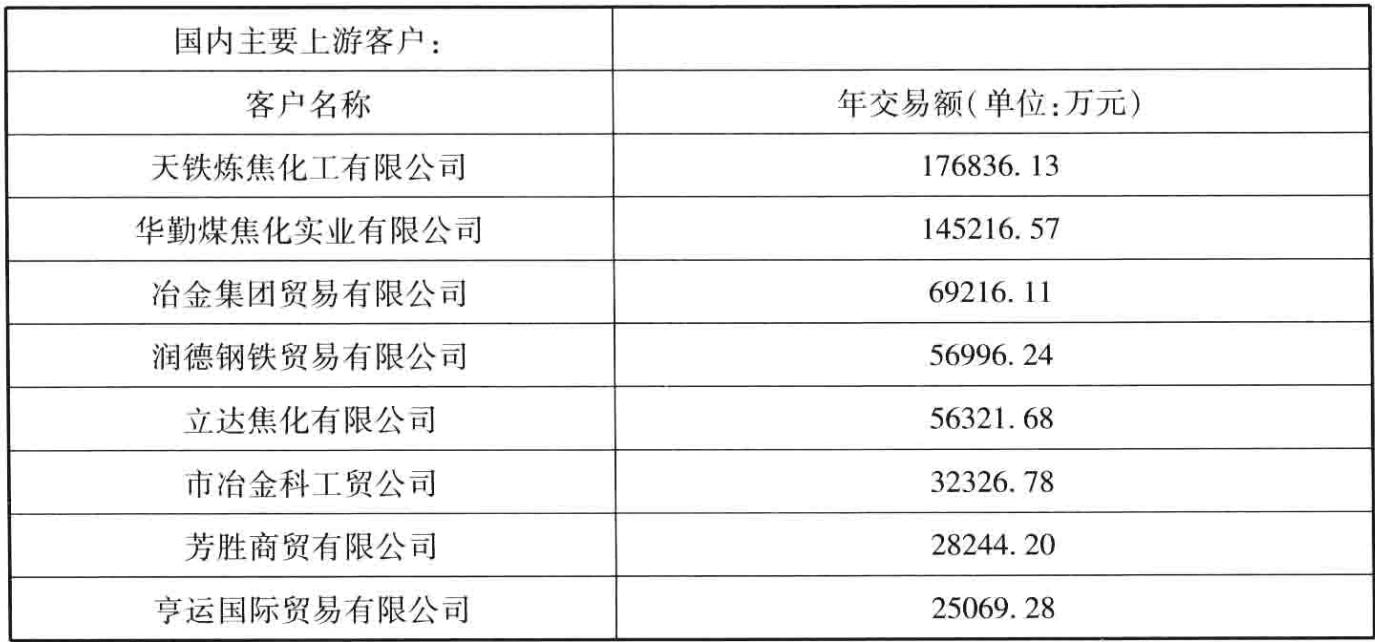 国内主要上游客户:
客户名称 年交易额(单位:万元)
天铁炼焦化工有限公司 176836.13
华勤煤焦化实业有限公司 145216.57
冶金集团贸易有限公司 69216.11
润德钢铁贸易有限公司 56996.24
立达焦化有限公司 56321.68
市冶金科工贸公司 32326.78
芳胜商贸有限公司 28244.20
亨运国际贸易有限公司 25069.28